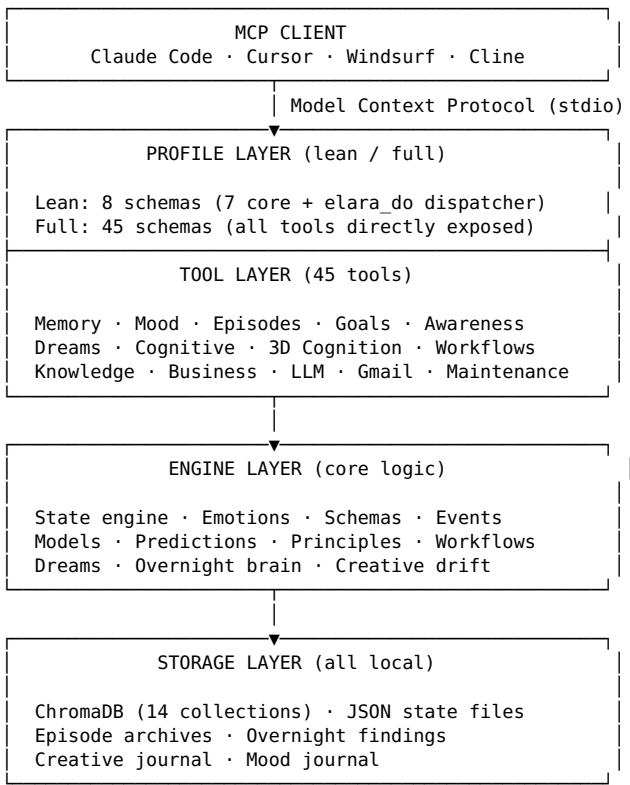 MCP CLIENT
Claude Code · Cursor · Windsurf · Cline
Model Context Protocol (stdio)
PROFILE LAYER (lean / full)
Lean: 8 schemas (7 core + elara_do dispatcher)
Full: 45 schemas (all tools directly exposed)
TOOL LAYER (45 tools)
Memory · Mood · Episodes · Goals · Awareness
Dreams · Cognitive · 3D Cognition · Workflows
Knowledge · Business · LLM · Gmail · Maintenance
ENGINE LAYER (core logic)
State engine · Emotions · Schemas · Events
Models · Predictions · Principles · Workflows
Dreams · Overnight brain · Creative drift
STORAGE LAYER (all local)
ChromaDB (14 collections) · JSON state files
Episode archives · Overnight findings
Creative journal · Mood journal